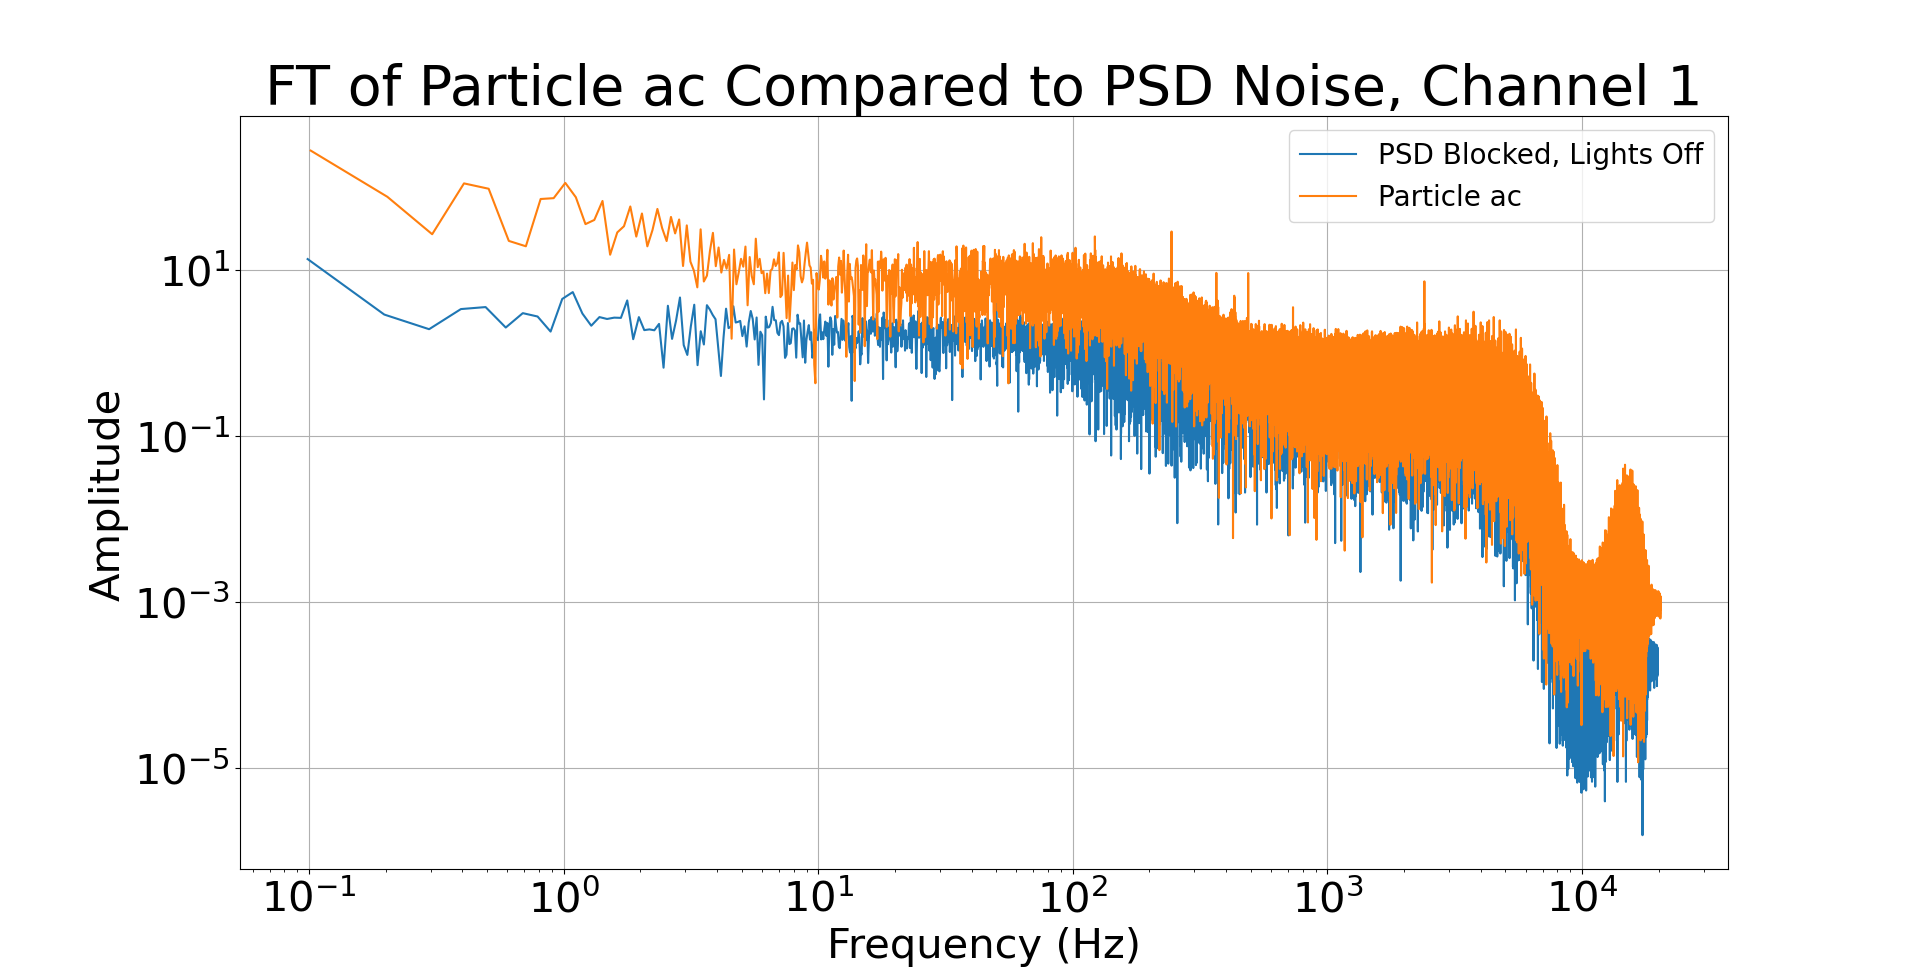 FT of Particle ac Compared to PSD Noise, Channel 1
PSD Blocked, Lights Off
Particle ac
Amplitude
10¹
10⁻¹
10⁻³
10⁻⁵
10⁻¹ 10⁰ 10¹ 10² 10³ 10⁴
Frequency (Hz)